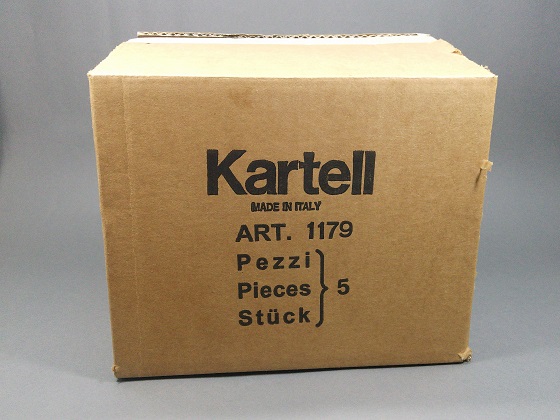 Kartell
MADE IN ITALY
ART. 1179
Pezzi
Pieces 5
Stück